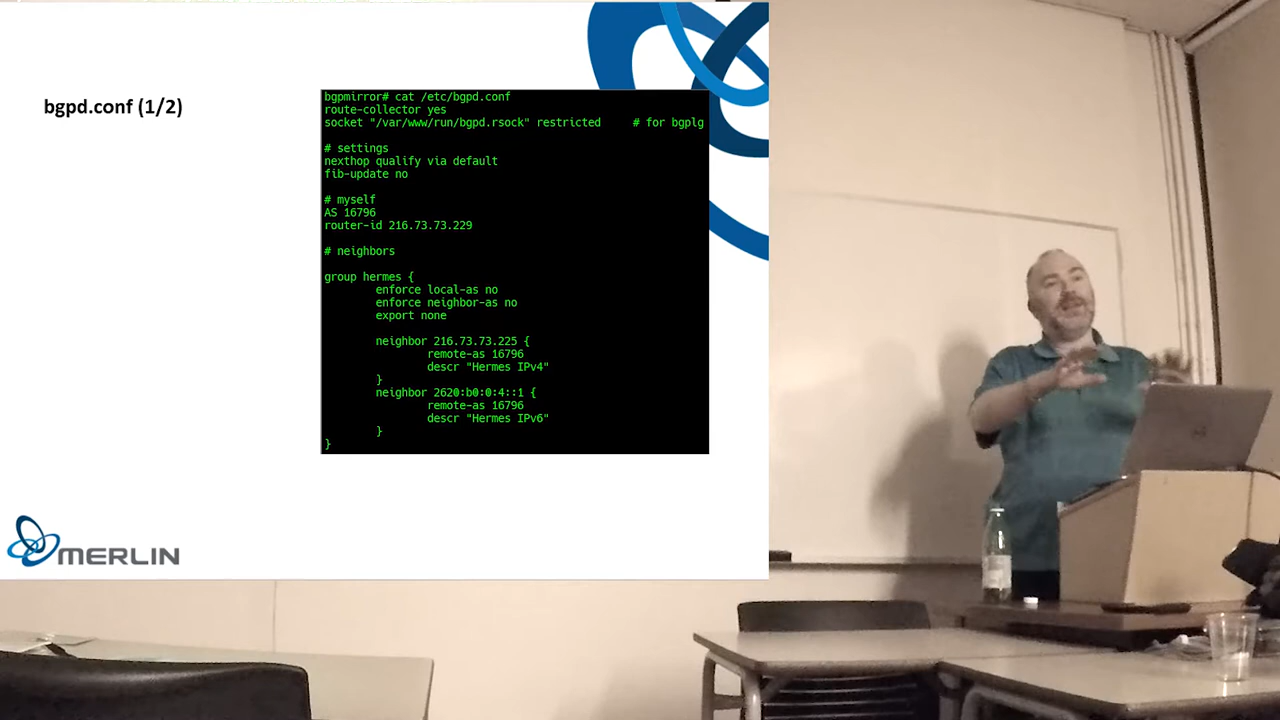 bgpd.conf (1/2)
bgpmirror# cat /etc/bgpd.conf
route-collector yes
socket "/var/www/run/bgpd.rsock" restricted     # for bgplg
# settings
nexthop qualify via default
fib-update no
# myself
AS 16796
router-id 216.73.73.229
# neighbors
group hermes {
enforce local-as no
enforce neighbor-as no
export none
neighbor 216.73.73.225 {
remote-as 16796
descr "Hermes IPv4"
}
neighbor 2620:b0:0:4::1 {
remote-as 16796
descr "Hermes IPv6"
}
}
MERLIN